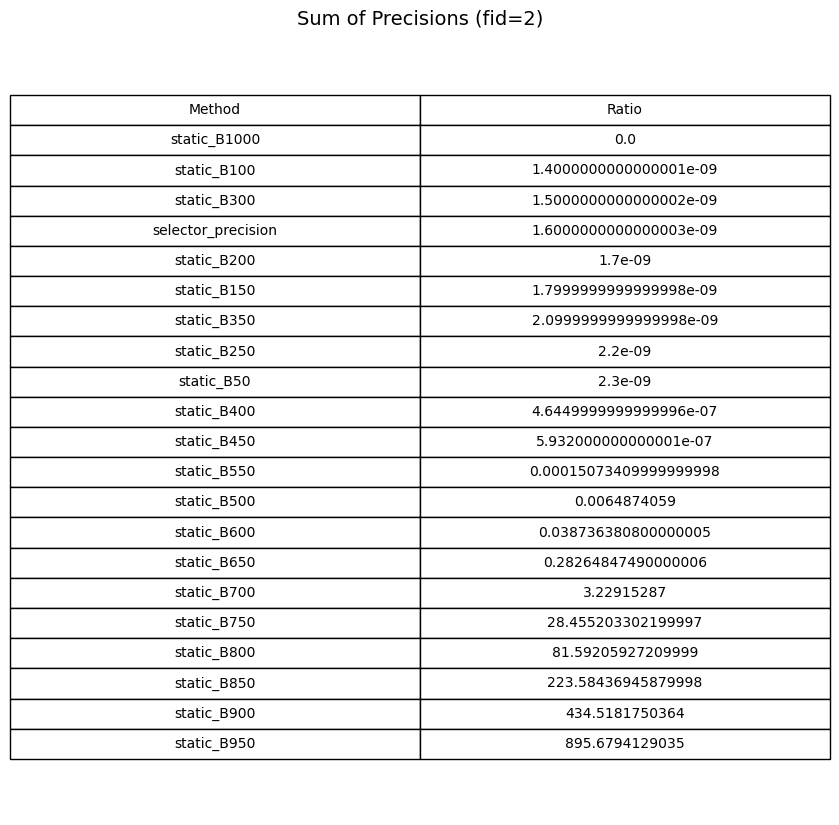 Sum of Precisions (fid=2)
Method Ratio
static_B1000 0.0
static_B100 1.4000000000000001e-09
static_B300 1.5000000000000002e-09
selector_precision 1.6000000000000003e-09
static_B200 1.7e-09
static_B150 1.7999999999999998e-09
static_B350 2.0999999999999998e-09
static_B250 2.2e-09
static_B50 2.3e-09
static_B400 4.6449999999999996e-07
static_B450 5.932000000000001e-07
static_B550 0.00015073409999999998
static_B500 0.0064874059
static_B600 0.038736380800000005
static_B650 0.28264847490000006
static_B700 3.22915287
static_B750 28.455203302199997
static_B800 81.59205927209999
static_B850 223.58436945879998
static_B900 434.5181750364
static_B950 895.6794129035